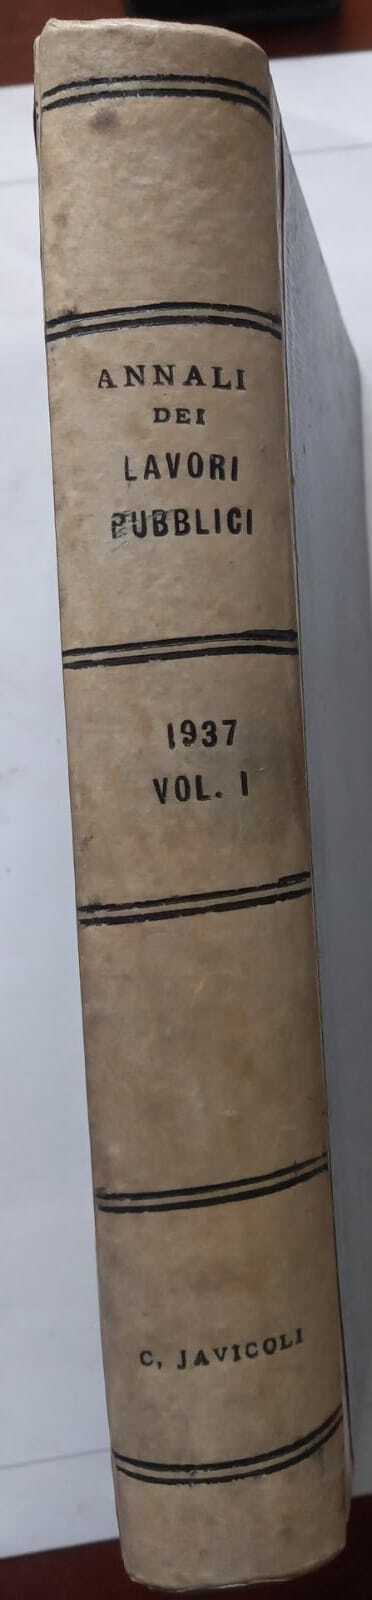 ANNALI
DEI
LAVORI
PUBBLICI
1937
VOL. I
C, JAVICOLI